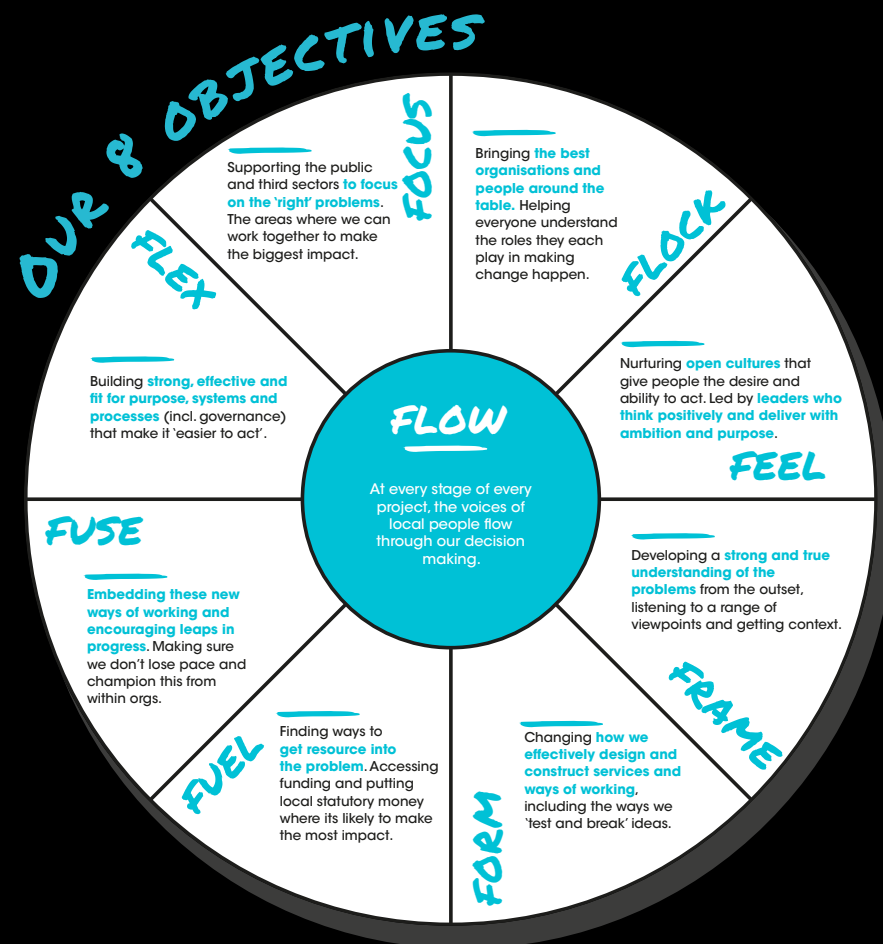 OUR 8 OBJECTIVES
FOCUS
Supporting the public
and third sectors to focus
on the ‘right’ problems.
The areas where we can
work together to make
the biggest impact.
FLOCK
Bringing the best
organisations and
people around the
table. Helping
everyone understand
the roles they each
play in making
change happen.
FEEL
Nurturing open cultures that
give people the desire and
ability to act. Led by leaders who
think positively and deliver with
ambition and purpose.
FRAME
Developing a strong and true
understanding of the
problems from the outset,
listening to a range of
viewpoints and getting context.
FORM
Changing how we
effectively design and
construct services and
ways of working,
including the ways we
‘test and break’ ideas.
FUEL
Finding ways to
get resource into
the problem. Accessing
funding and putting
local statutory money
where its likely to make
the most impact.
FUSE
Embedding these new
ways of working and
encouraging leaps in
progress. Making sure
we don’t lose pace and
champion this from
within orgs.
FLEX
Building strong, effective and
fit for purpose, systems and
processes (incl. governance)
that make it ‘easier to act’.
FLOW
At every stage of every
project, the voices of
local people flow
through our decision
making.